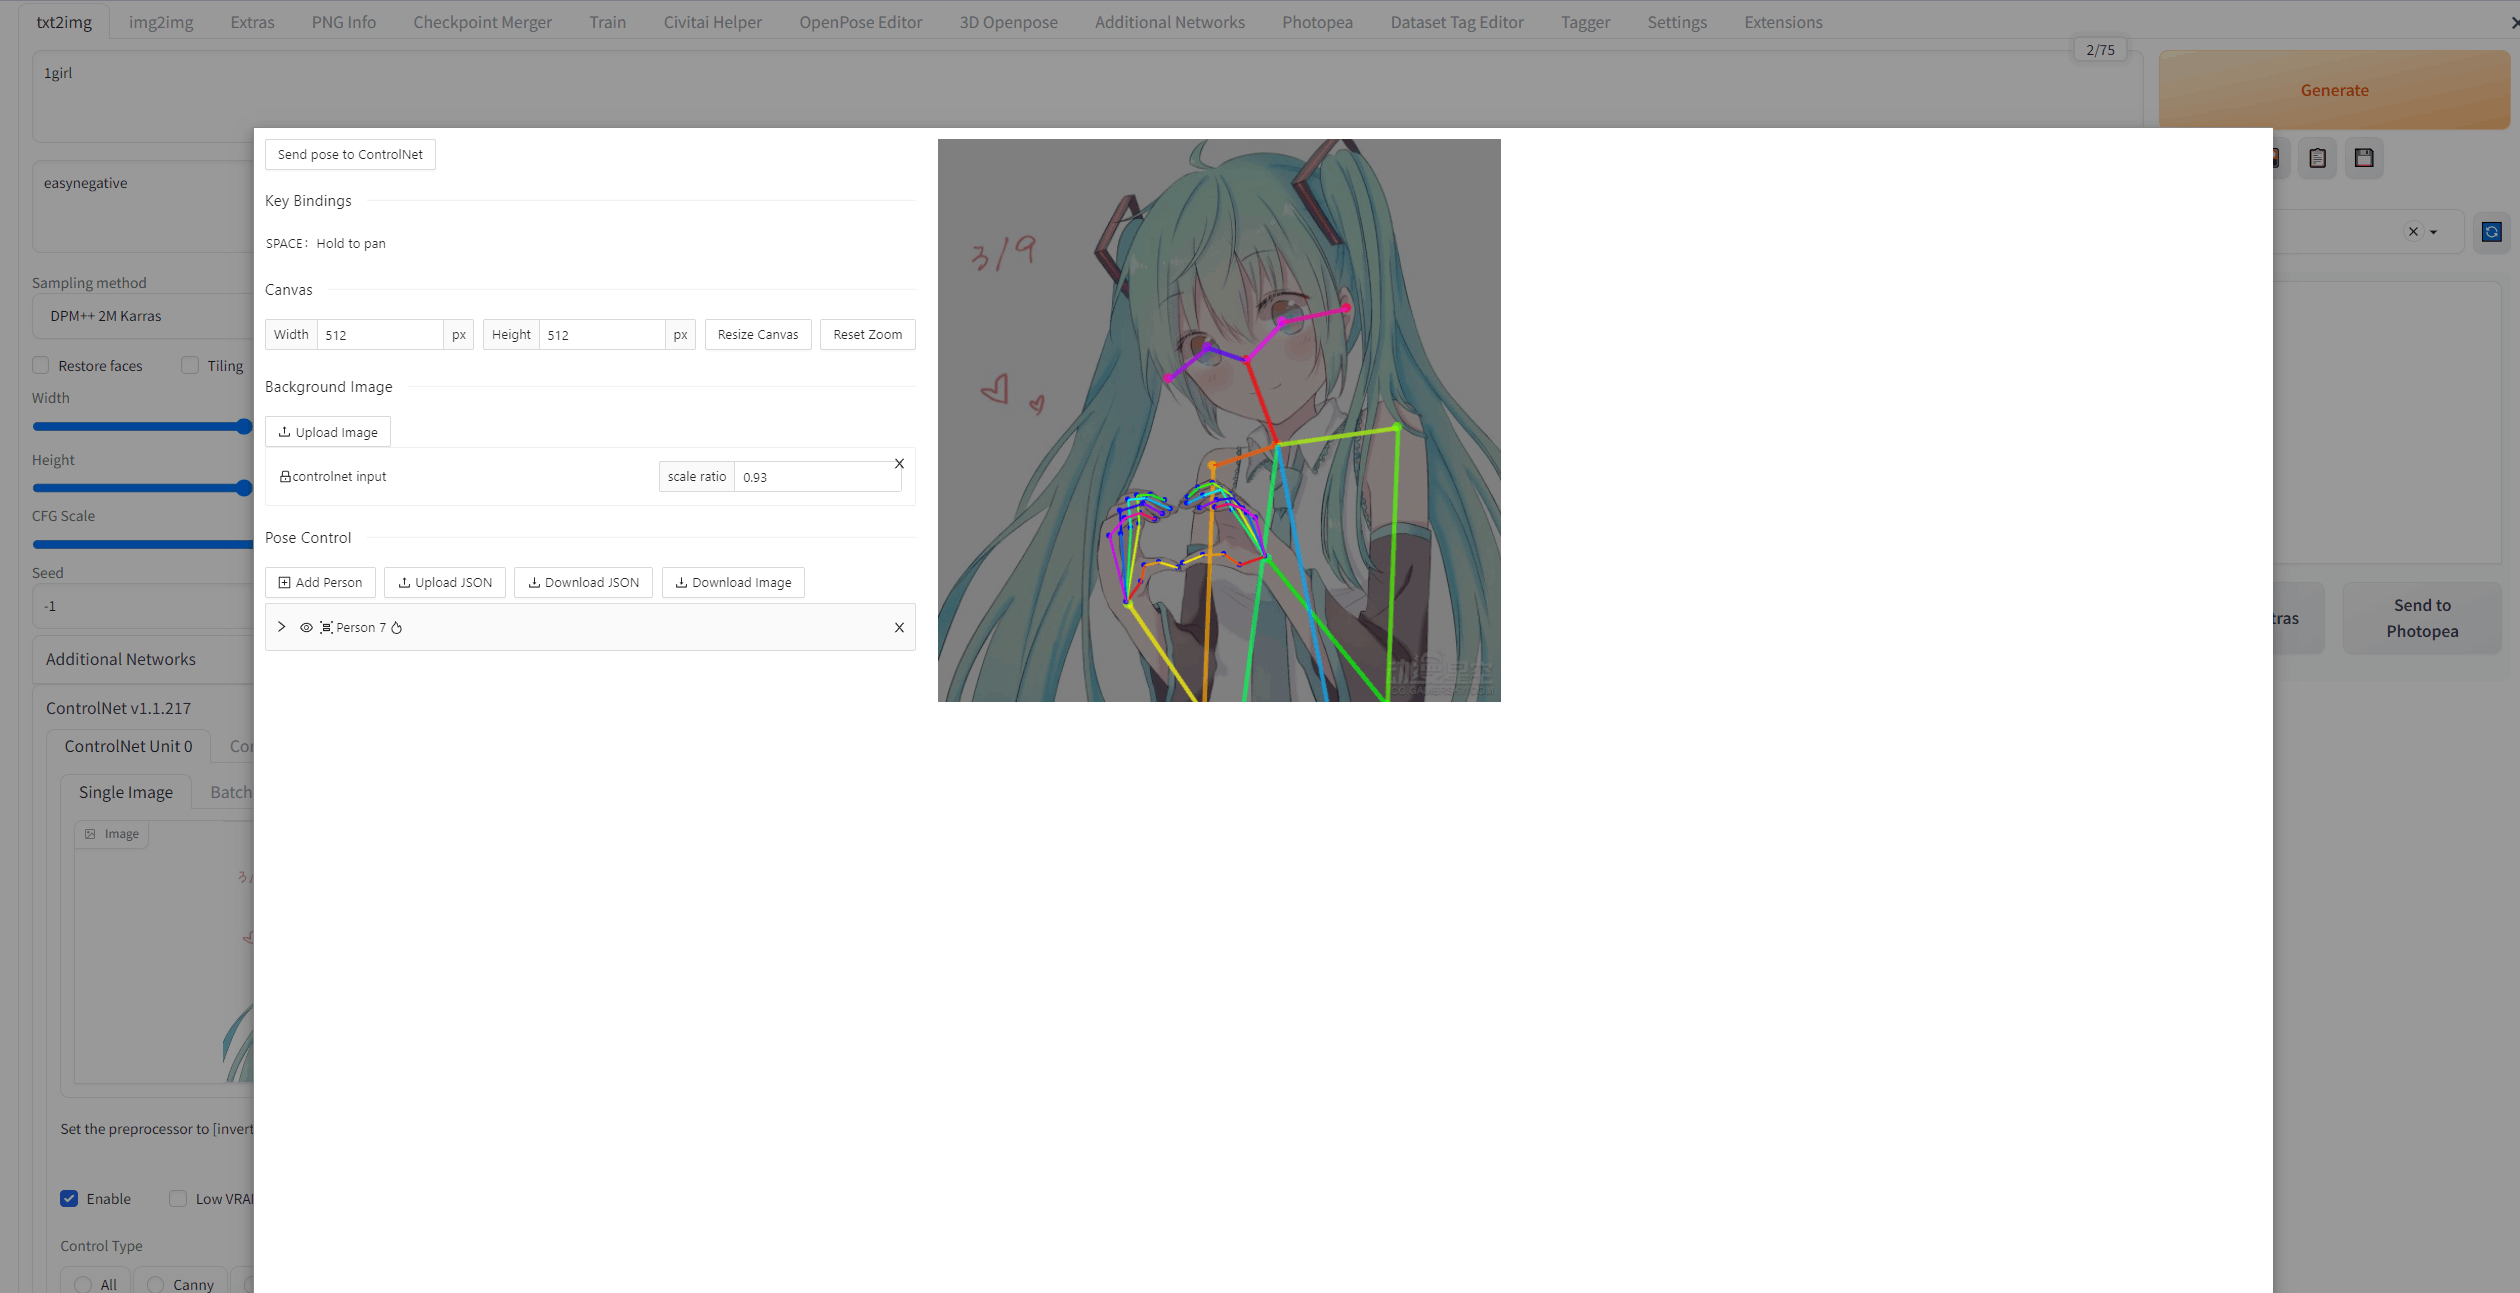 txt2img img2img Extras PNG Info Checkpoint Merger Train Civitai Helper OpenPose Editor 3D Openpose Additional Networks Photopea Dataset Tag Editor Tagger Settings Extensions
2/75
1girl
Generate
easynegative
Send pose to ControlNet
Key Bindings
SPACE: Hold to pan
Canvas
Width 512 px Height 512 px Resize Canvas Reset Zoom
Background Image
Upload Image
controlnet input scale ratio 0.93
Pose Control
Add Person Upload JSON Download JSON Download Image
Person 7
3/9
Sampling method
DPM++ 2M Karras
Restore faces Tiling
Width
Height
CFG Scale
Seed
-1
tras
Send to
Photopea
Additional Networks
ControlNet v1.1.217
ControlNet Unit 0 Co
Single Image Batch
Image
Set the preprocessor to [invert
Enable Low VRA
Control Type
All Canny